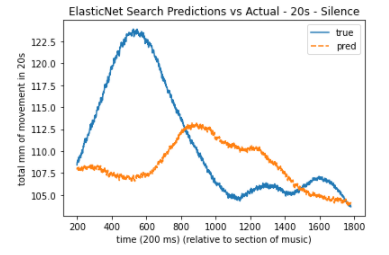 ElasticNet Search Predictions vs Actual - 20s - Silence
true
pred
total mm of movement in 20s
122.5
120.0
117.5
115.0
112.5
110.0
107.5
105.0
200 400 600 800 1000 1200 1400 1600 1800
time (200 ms) (relative to section of music)